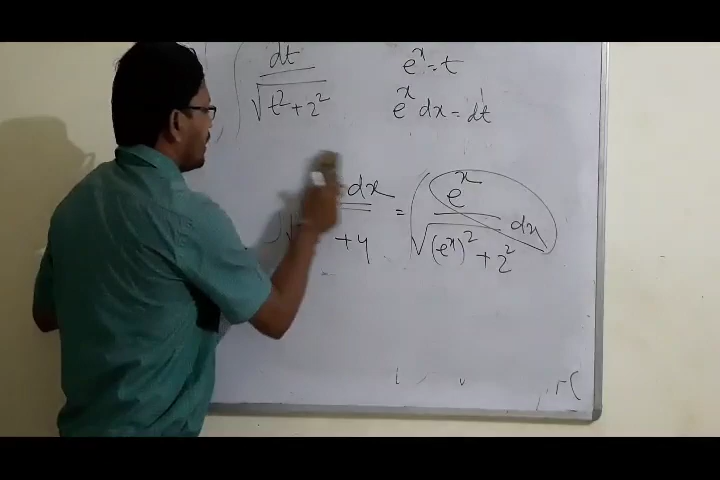 ∫ dt / √(t² + 2²)
eˣ = t
eˣ dx = dt
dx / √ + 4 = ∫ eˣ / √((eˣ)² + 2²) dx